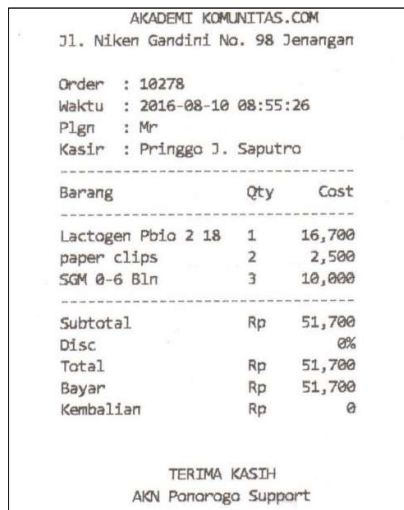 AKADEMI KOMUNITAS.COM
Jl. Niken Gandini No. 98 Jenangan
Order : 10278
Waktu : 2016-08-10 08:55:26
Plgn : Mr
Kasir : Pringgo J. Saputro
Barang Qty Cost
Lactogen Pbio 2 18 1 16,700
paper clips 2 2,500
SGM 0-6 Bln 3 10,000
Subtotal Rp 51,700
Disc 0%
Total Rp 51,700
Bayar Rp 51,700
Kembalian Rp 0
TERIMA KASIH
AKN Ponorogo Support